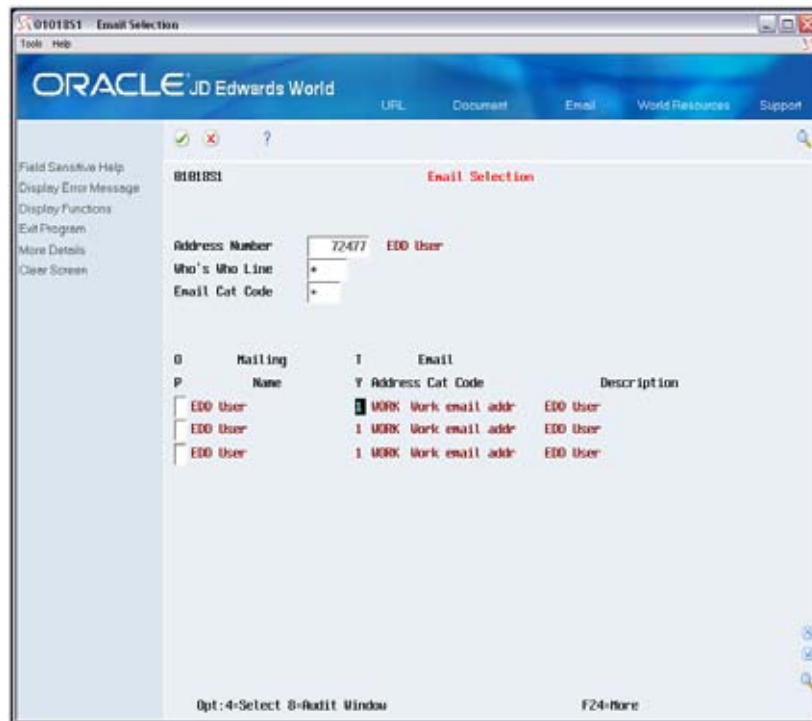 01018S1 Email Selection
Tools Help
ORACLE JD Edwards World
URL Document Email World Resources Support
?
Field Sensitive Help
Display Error Message
Display Functions
Exit Program
More Details
Clear Screen
01018S1 Email Selection
Address Number 72477 EDD User
Who's Who Line *
Email Cat Code *
O Mailing T Email
P Name Y Address Cat Code Description
EDD User 1 WORK Work email addr EDD User
EDD User 1 WORK Work email addr EDD User
EDD User 1 WORK Work email addr EDD User
Opt:4=Select 8=Audit Window F24=More